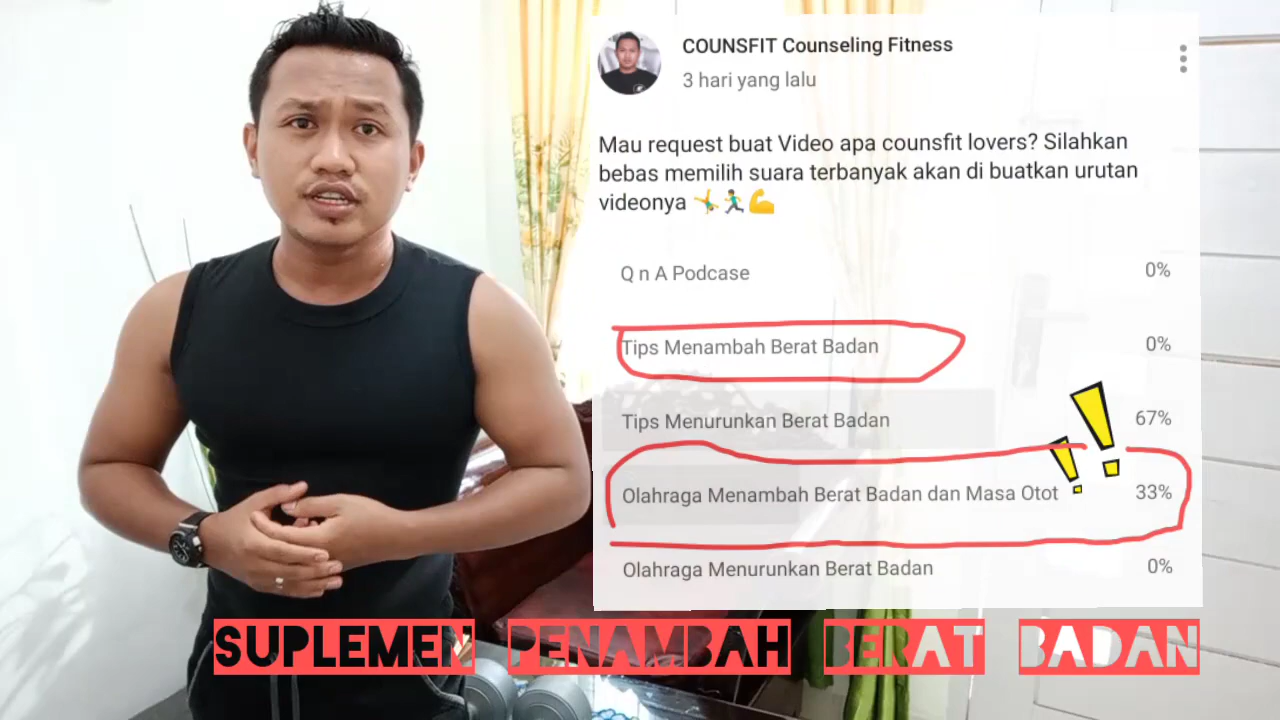 COUNSFIT Counseling Fitness
3 hari yang lalu
Mau request buat Video apa counsfit lovers? Silahkan
bebas memilih suara terbanyak akan di buatkan urutan
videonya 🤸‍♂️🏃‍♂️💪
Q n A Podcase 0%
Tips Menambah Berat Badan 0%
Tips Menurunkan Berat Badan 67%
Olahraga Menambah Berat Badan dan Masa Otot 33%
Olahraga Menurunkan Berat Badan 0%
SUPLEMEN PENAMBAH BERAT BADAN